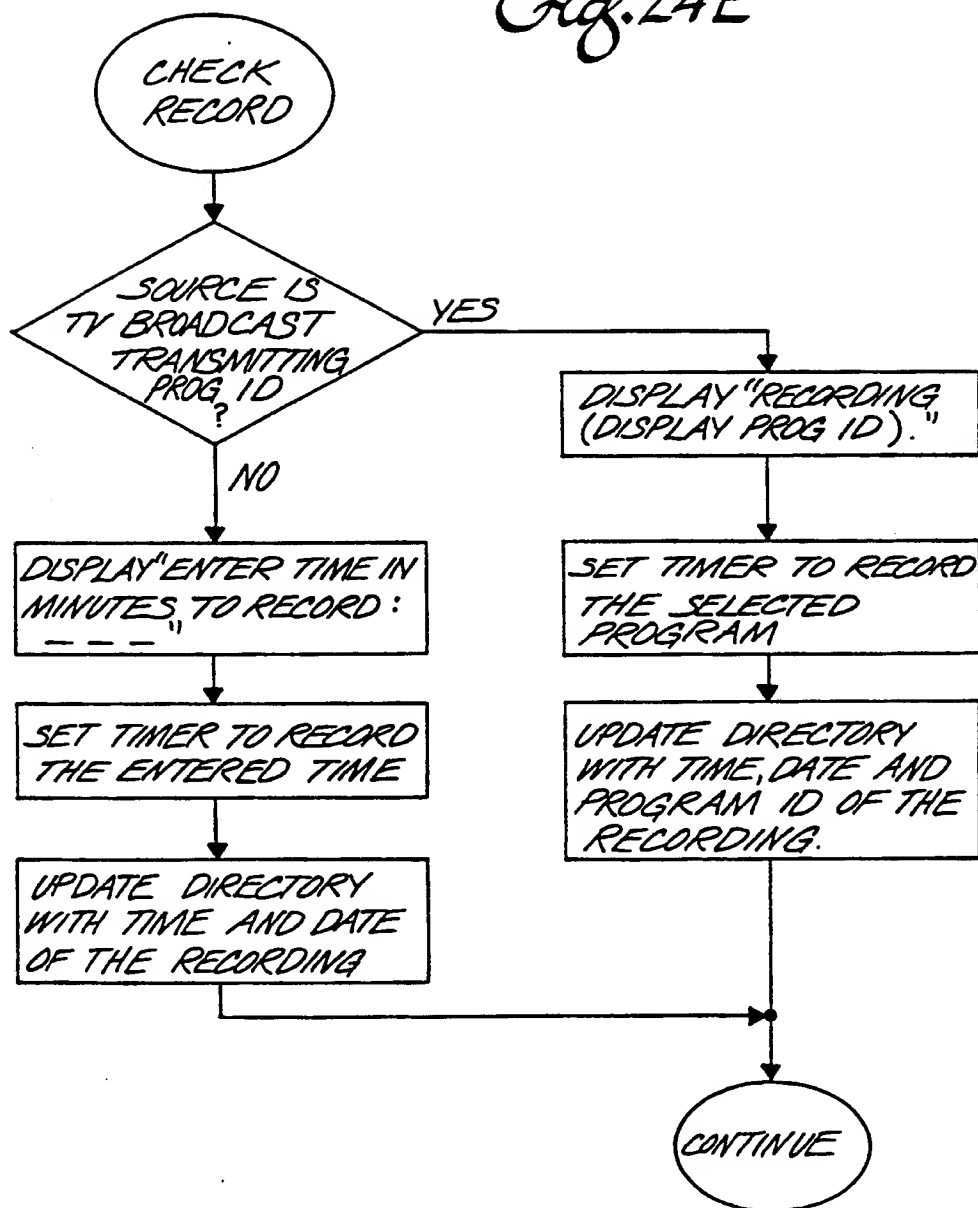 Fig. 24E
CHECK
RECORD
SOURCE IS
TV BROADCAST
TRANSMITTING
PROG ID
?
YES
NO
DISPLAY "RECORDING
(DISPLAY PROG ID)."
SET TIMER TO RECORD
THE SELECTED
PROGRAM
UPDATE DIRECTORY
WITH TIME, DATE AND
PROGRAM ID OF THE
RECORDING.
DISPLAY "ENTER TIME IN
MINUTES TO RECORD:
_ _ _"
SET TIMER TO RECORD
THE ENTERED TIME
UPDATE DIRECTORY
WITH TIME AND DATE
OF THE RECORDING
CONTINUE